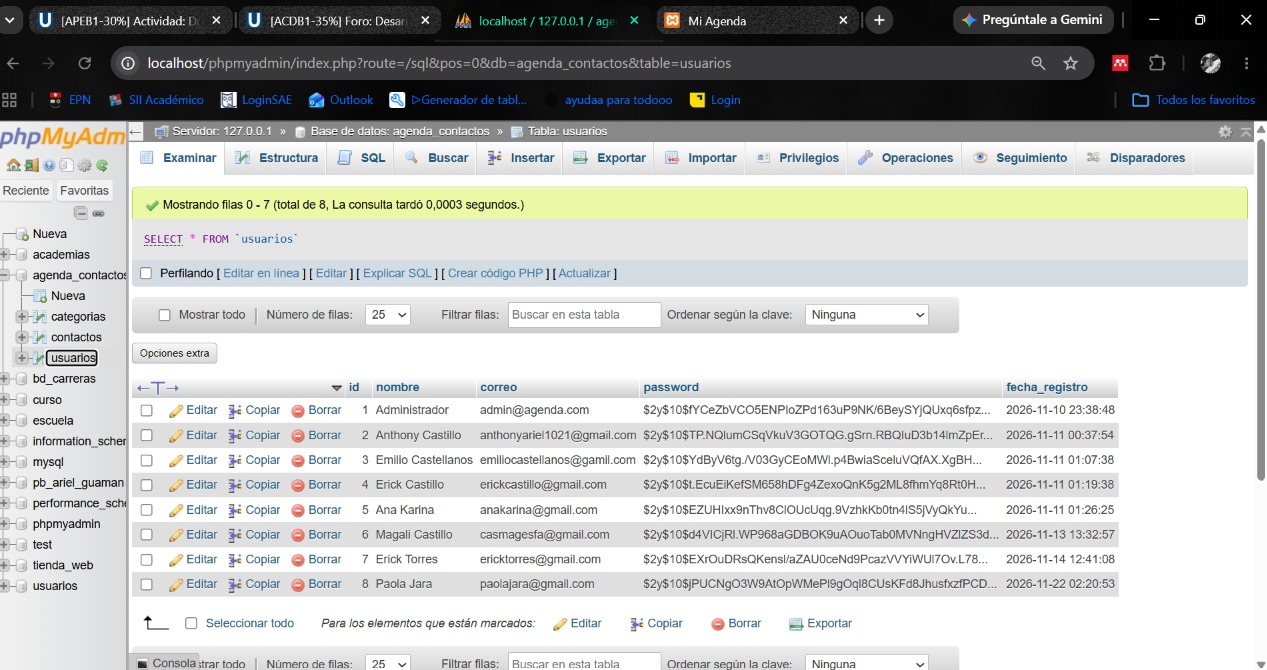 [APEB1-30%] Actividad: D
[ACDB1-35%] Foro: Desar
localhost / 127.0.0.1 / age
Mi Agenda
Pregúntale a Gemini
localhost/phpmyadmin/index.php?route=/sql&pos=0&db=agenda_contactos&table=usuarios
EPN
SII Académico
LoginSAE
Outlook
▷Generador de tabl...
ayudaa para todooo
Login
Todos los favoritos
phpMyAdm
Reciente
Favoritas
Nueva
academias
agenda_contactos
Nueva
categorias
contactos
usuarios
bd_carreras
curso
escuela
information_schem
mysql
pb_ariel_guaman
performance_sche
phpmyadmin
test
tienda_web
usuarios
Servidor: 127.0.0.1 » Base de datos: agenda_contactos » Tabla: usuarios
Examinar Estructura SQL Buscar Insertar Exportar Importar Privilegios Operaciones Seguimiento Disparadores
Mostrando filas 0 - 7 (total de 8, La consulta tardó 0,0003 segundos.)
SELECT * FROM `usuarios`
Perfilando [ Editar en línea ] [ Editar ] [ Explicar SQL ] [ Crear código PHP ] [ Actualizar ]
Mostrar todo Número de filas: 25 Filtrar filas: Buscar en esta tabla Ordenar según la clave: Ninguna
Opciones extra
←T→ id nombre correo password fecha_registro
Editar Copiar Borrar 1 Administrador admin@agenda.com 2026-11-10 23:38:48
Editar Copiar Borrar 2 Anthony Castillo anthonyariel1021@gmail.com 2026-11-11 00:37:54
Editar Copiar Borrar 3 Emilio Castellanos emiliocastellanos@gamil.com 2026-11-11 01:07:38
Editar Copiar Borrar 4 Erick Castillo erickcastillo@gmail.com 2026-11-11 01:19:38
Editar Copiar Borrar 5 Ana Karina anakarina@gmail.com 2026-11-11 01:26:25
Editar Copiar Borrar 6 Magali Castillo casmagesfa@gmail.com 2026-11-13 13:32:57
Editar Copiar Borrar 7 Erick Torres ericktorres@gmail.com 2026-11-14 12:41:08
Editar Copiar Borrar 8 Paola Jara paolajara@gmail.com 2026-11-22 02:20:53
Seleccionar todo Para los elementos que están marcados: Editar Copiar Borrar Exportar
Consola strar todo Número de filas: 25 Filtrar filas: Buscar en esta tabla Ordenar según la clave: Ninguna